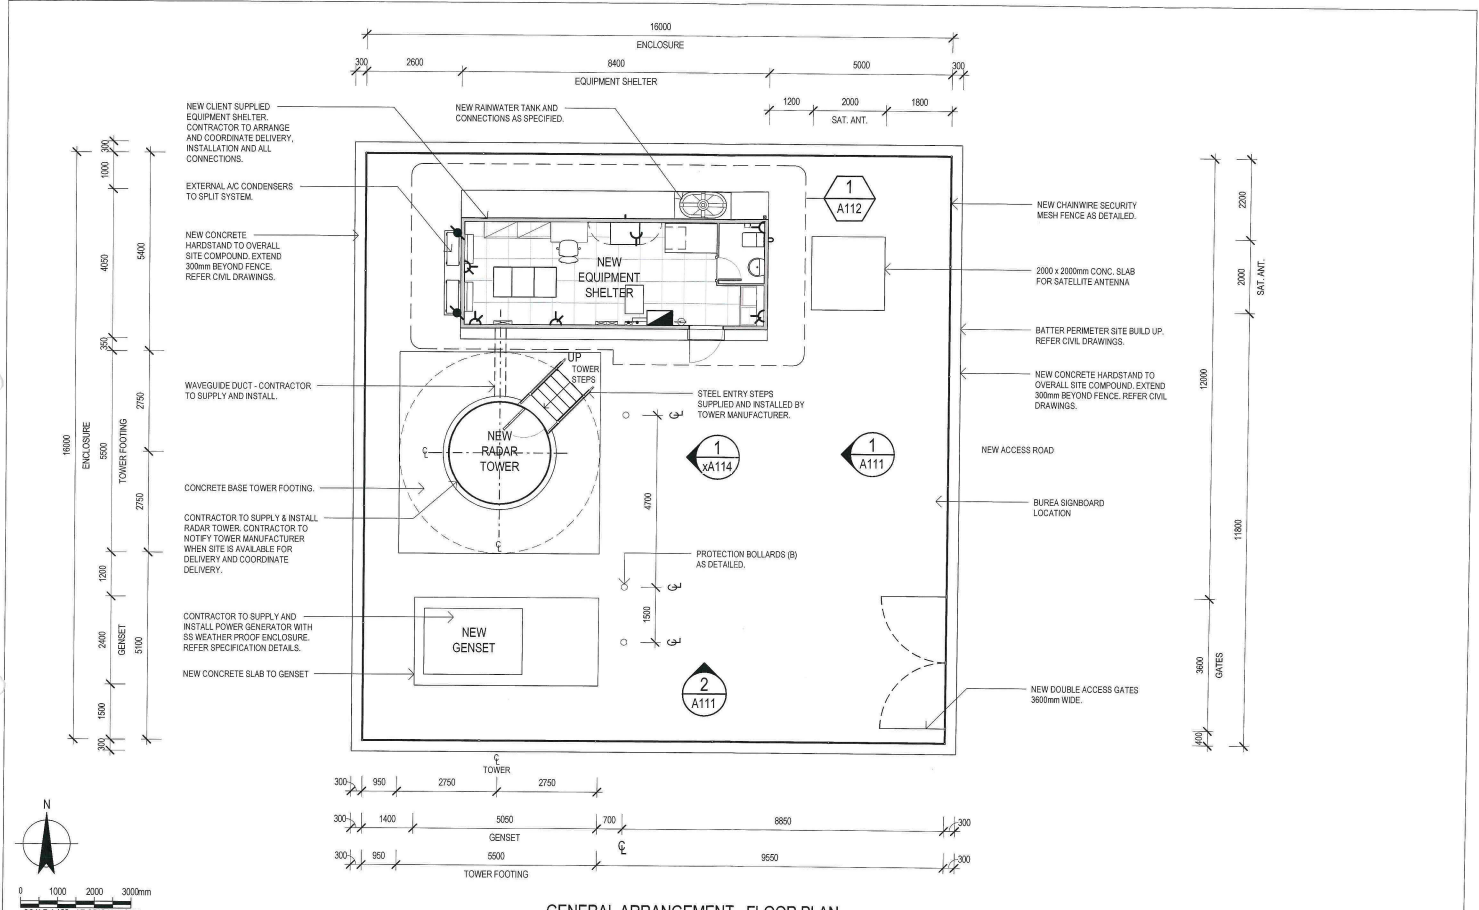 16000
ENCLOSURE
300
2600
8400
5000
300
EQUIPMENT SHELTER
1200
2000
1800
SAT. ANT.
NEW CLIENT SUPPLIED
EQUIPMENT SHELTER.
CONTRACTOR TO ARRANGE
AND COORDINATE DELIVERY,
INSTALLATION AND ALL
CONNECTIONS.
NEW RAINWATER TANK AND
CONNECTIONS AS SPECIFIED.
EXTERNAL A/C CONDENSERS
TO SPLIT SYSTEM.
NEW CONCRETE
HARDSTAND TO OVERALL
SITE COMPOUND. EXTEND
300mm BEYOND FENCE.
REFER CIVIL DRAWINGS.
WAVEGUIDE DUCT - CONTRACTOR
TO SUPPLY AND INSTALL.
CONCRETE BASE TOWER FOOTING.
CONTRACTOR TO SUPPLY & INSTALL
RADAR TOWER. CONTRACTOR TO
NOTIFY TOWER MANUFACTURER
WHEN SITE IS AVAILABLE FOR
DELIVERY AND COORDINATE
DELIVERY.
CONTRACTOR TO SUPPLY AND
INSTALL POWER GENERATOR WITH
SS WEATHER PROOF ENCLOSURE.
REFER SPECIFICATION DETAILS.
NEW CONCRETE SLAB TO GENSET
16000
ENCLOSURE
300
1000
4050
350
5500
TOWER FOOTING
1200
2400
GENSET
1500
300
5400
2750
2750
5100
NEW
EQUIPMENT
SHELTER
UP
TOWER
STEPS
NEW
RADAR
TOWER
STEEL ENTRY STEPS
SUPPLIED AND INSTALLED BY
TOWER MANUFACTURER.
4700
1500
PROTECTION BOLLARDS (B)
AS DETAILED.
NEW
GENSET
1
A112
1
xA114
1
A111
2
A111
NEW CHAINWIRE SECURITY
MESH FENCE AS DETAILED.
2000 x 2000mm CONC. SLAB
FOR SATELLITE ANTENNA
BATTER PERIMETER SITE BUILD UP.
REFER CIVIL DRAWINGS.
NEW CONCRETE HARDSTAND TO
OVERALL SITE COMPOUND. EXTEND
300mm BEYOND FENCE. REFER CIVIL
DRAWINGS.
NEW ACCESS ROAD
BUREA SIGNBOARD
LOCATION
NEW DOUBLE ACCESS GATES
3600mm WIDE.
12000
3600
GATES
400
2200
2000
SAT. ANT.
11800
TOWER
300
950
2750
2750
300
1400
5050
700
8850
300
GENSET
300
950
5500
9550
300
TOWER FOOTING
N
0 1000 2000 3000mm
GENERAL ARRANGEMENT - FLOOR PLAN